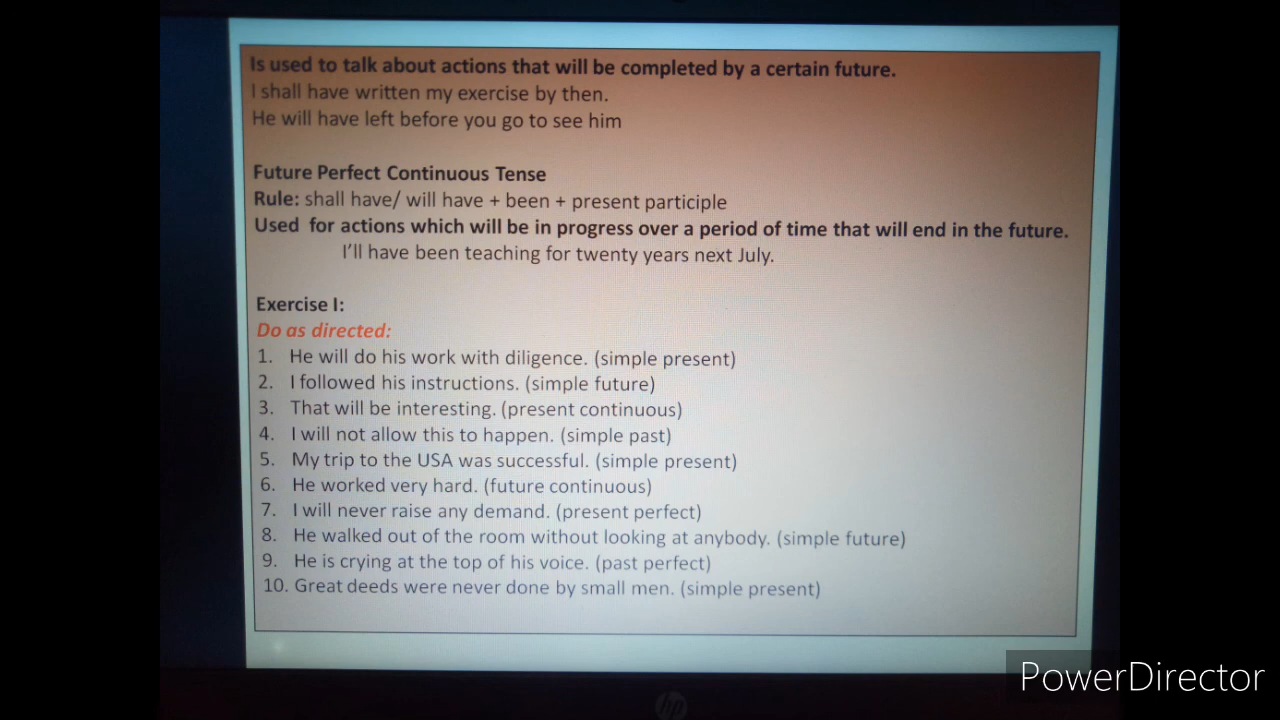 Is used to talk about actions that will be completed by a certain future.
I shall have written my exercise by then.
He will have left before you go to see him
Future Perfect Continuous Tense
Rule: shall have/ will have + been + present participle
Used for actions which will be in progress over a period of time that will end in the future.
I'll have been teaching for twenty years next July.
Exercise I:
Do as directed:
1. He will do his work with diligence. (simple present)
2. I followed his instructions. (simple future)
3. That will be interesting. (present continuous)
4. I will not allow this to happen. (simple past)
5. My trip to the USA was successful. (simple present)
6. He worked very hard. (future continuous)
7. I will never raise any demand. (present perfect)
8. He walked out of the room without looking at anybody. (simple future)
9. He is crying at the top of his voice. (past perfect)
10. Great deeds were never done by small men. (simple present)
hp
PowerDirector